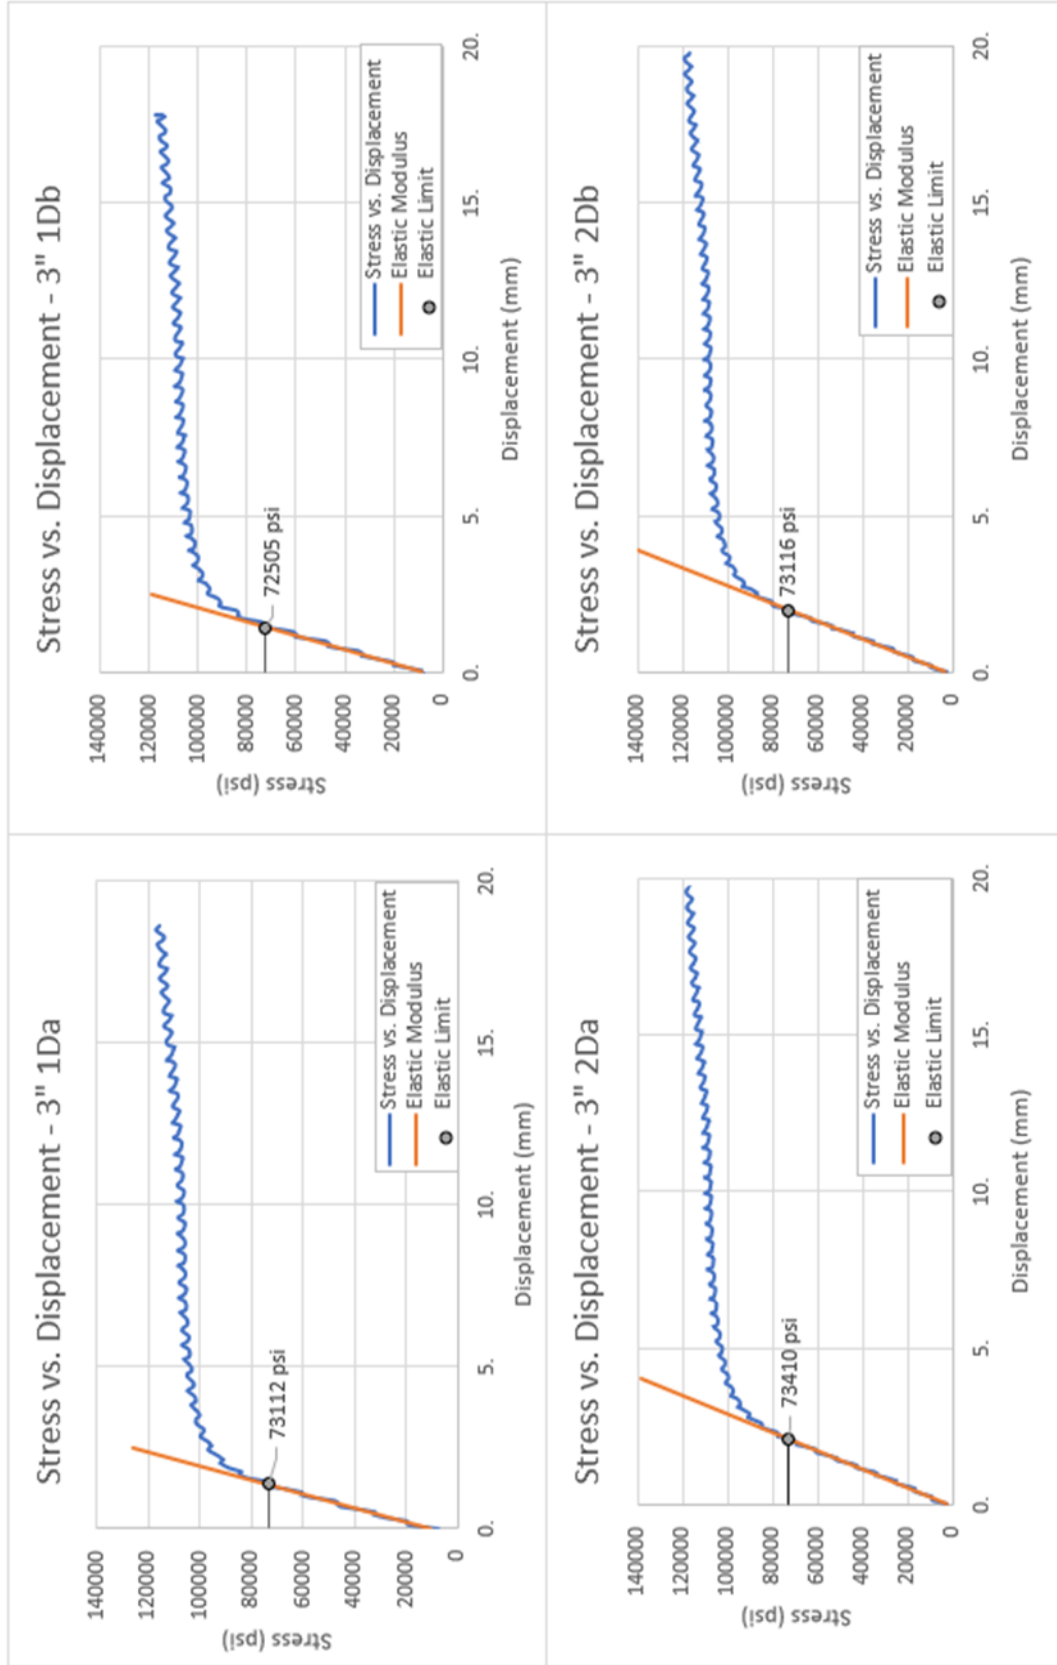 Stress vs. Displacement - 3" 1Da
140000
120000
100000
80000
60000
40000
20000
0
Stress (psi)
73112 psi
Stress vs. Displacement
Elastic Modulus
Elastic Limit
0.
5.
10.
15.
20.
Displacement (mm)
Stress vs. Displacement - 3" 1Db
140000
120000
100000
80000
60000
40000
20000
0
Stress (psi)
72505 psi
Stress vs. Displacement
Elastic Modulus
Elastic Limit
0.
5.
10.
15.
20.
Displacement (mm)
Stress vs. Displacement - 3" 2Da
140000
120000
100000
80000
60000
40000
20000
0
Stress (psi)
73410 psi
Stress vs. Displacement
Elastic Modulus
Elastic Limit
0.
5.
10.
15.
20.
Displacement (mm)
Stress vs. Displacement - 3" 2Db
140000
120000
100000
80000
60000
40000
20000
0
Stress (psi)
73116 psi
Stress vs. Displacement
Elastic Modulus
Elastic Limit
0.
5.
10.
15.
20.
Displacement (mm)